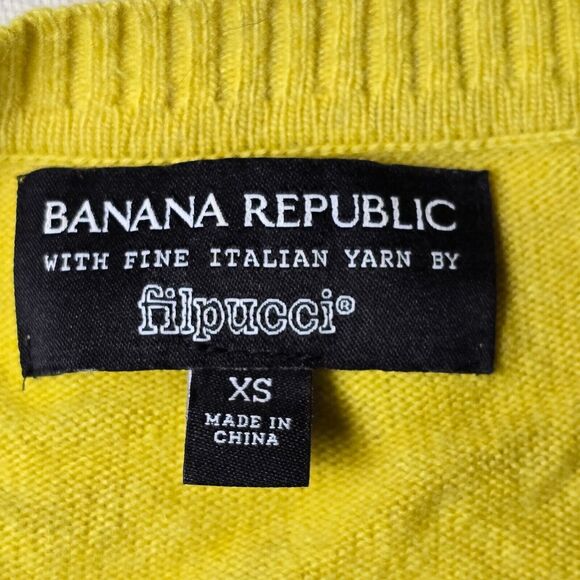 BANANA REPUBLIC
WITH FINE ITALIAN YARN BY
filpucci®
XS
MADE IN
CHINA